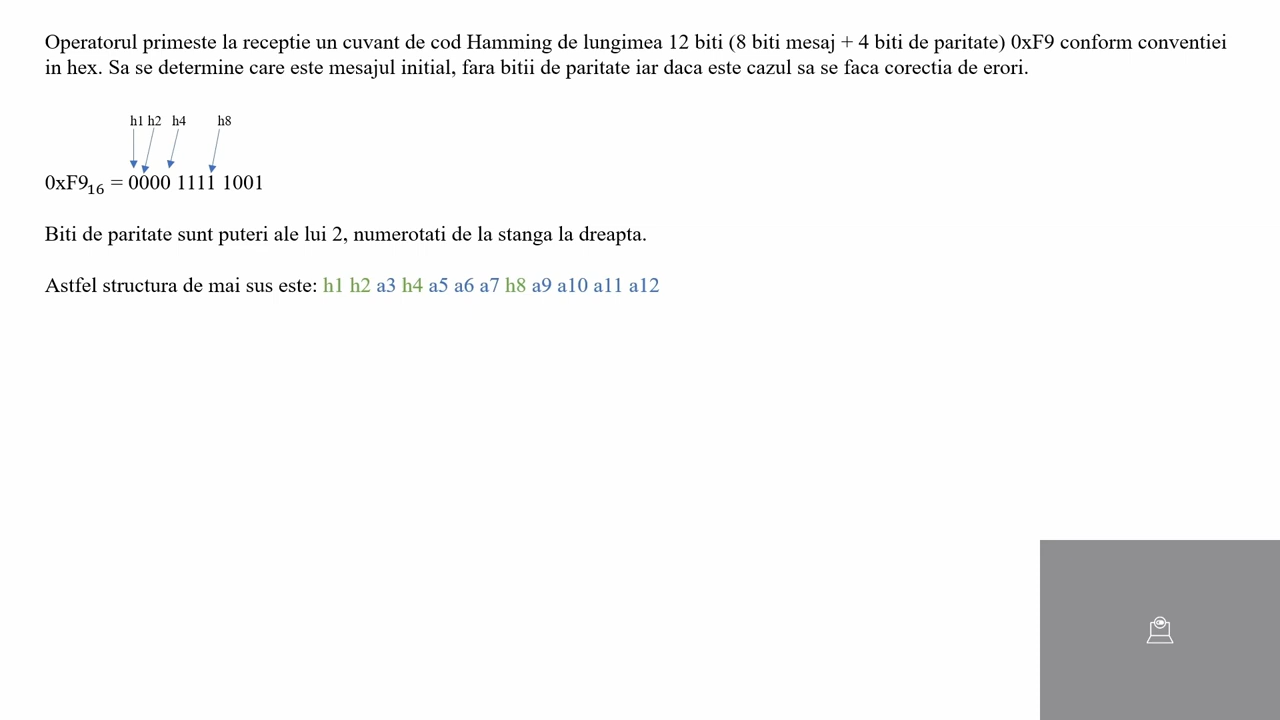 Operatorul primeste la receptie un cuvant de cod Hamming de lungimea 12 biti (8 biti mesaj + 4 biti de paritate) 0xF9 conform conventiei
in hex. Sa se determine care este mesajul initial, fara bitii de paritate iar daca este cazul sa se faca corectia de erori.
h1 h2 h4 h8
0xF9₁₆ = 0000 1111 1001
Biti de paritate sunt puteri ale lui 2, numerotati de la stanga la dreapta.
Astfel structura de mai sus este: h1 h2 a3 h4 a5 a6 a7 h8 a9 a10 a11 a12